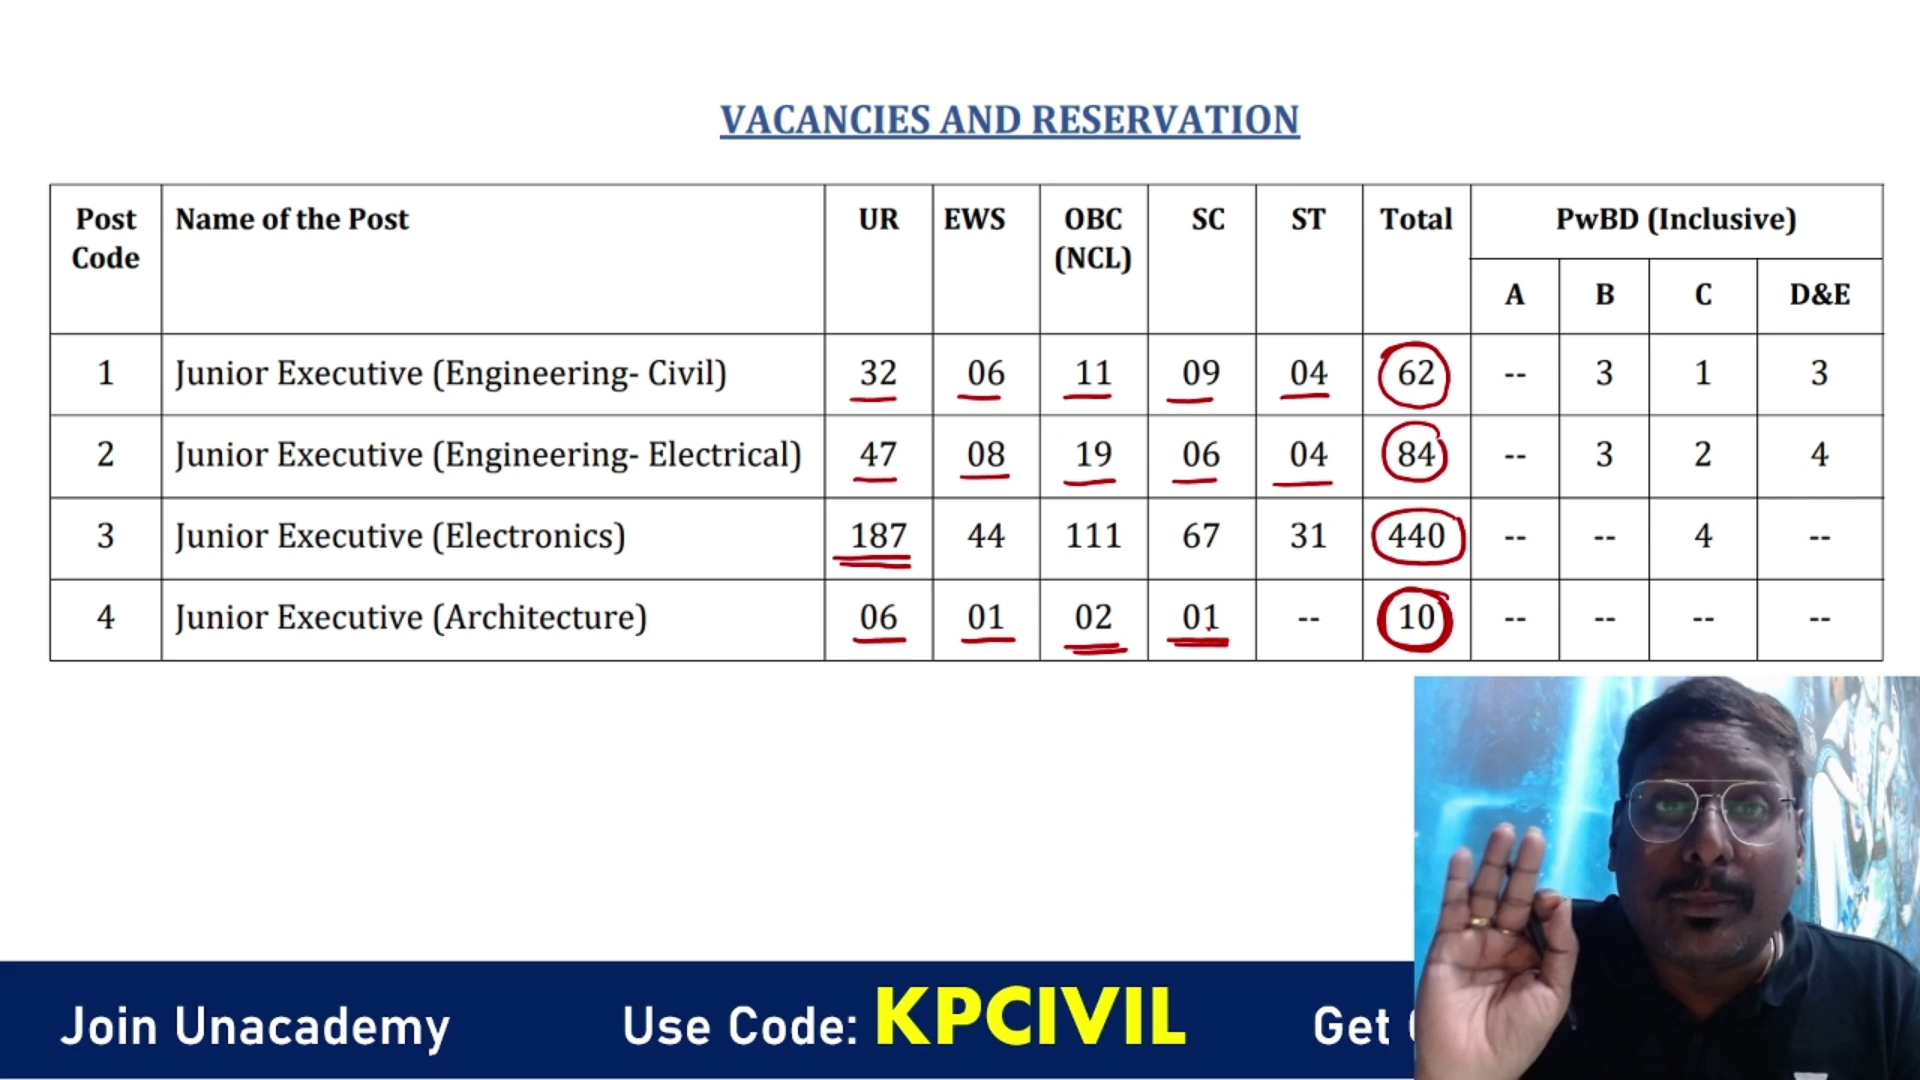 VACANCIES AND RESERVATION
Post Code Name of the Post UR EWS OBC (NCL) SC ST Total PwBD (Inclusive)
A B C D&E
1 Junior Executive (Engineering- Civil) 32 06 11 09 04 62 -- 3 1 3
2 Junior Executive (Engineering- Electrical) 47 08 19 06 04 84 -- 3 2 4
3 Junior Executive (Electronics) 187 44 111 67 31 440 -- -- 4 --
4 Junior Executive (Architecture) 06 01 02 01 -- 10 -- -- -- --
Join Unacademy Use Code: KPCIVIL Get